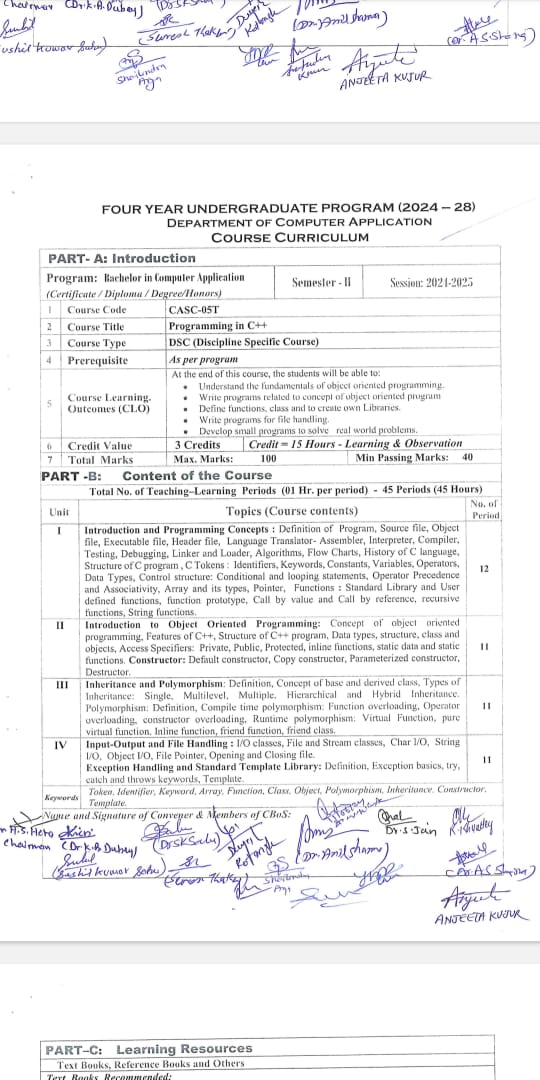 Chairman (Dr.K.B.Dubey)
(Suresh Thakur)
(Dr. Anil Sharma)
ANJEETA KUJUR
FOUR YEAR UNDERGRADUATE PROGRAM (2024 – 28)
DEPARTMENT OF COMPUTER APPLICATION
COURSE CURRICULUM
PART- A: Introduction
Program: Bachelor in Computer Application
(Certificate / Diploma / Degree/Honors)
Semester - II
Session: 2024-2025
1 Course Code CASC-05T
2 Course Title Programming in C++
3 Course Type DSC (Discipline Specific Course)
4 Prerequisite As per program
5 Course Learning. Outcomes (CLO)
At the end of this course, the students will be able to:
• Understand the fundamentals of object oriented programming.
• Write programs related to concept of object oriented program
• Define functions, class and to create own Libraries.
• Write programs for file handling.
• Develop small programs to solve real world problems.
6 Credit Value 3 Credits Credit = 15 Hours - Learning & Observation
7 Total Marks Max. Marks: 100 Min Passing Marks: 40
PART -B: Content of the Course
Total No. of Teaching–Learning Periods (01 Hr. per period) - 45 Periods (45 Hours)
Unit Topics (Course contents) No. of Period
I Introduction and Programming Concepts : Definition of Program, Source file, Object
file, Executable file, Header file, Language Translator- Assembler, Interpreter, Compiler,
Testing, Debugging, Linker and Loader, Algorithms, Flow Charts, History of C language,
Structure of C program , C Tokens : Identifiers, Keywords, Constants, Variables, Operators,
Data Types, Control structure: Conditional and looping statements, Operator Precedence
and Associativity, Array and its types, Pointer, Functions : Standard Library and User
defined functions, function prototype, Call by value and Call by reference, recursive
functions, String functions.
12
II Introduction to Object Oriented Programming: Concept of object oriented
programming, Features of C++, Structure of C++ program, Data types, structure, class and
objects, Access Specifiers: Private, Public, Protected, inline functions, static data and static
functions. Constructor: Default constructor, Copy constructor, Parameterized constructor,
Destructor.
11
III Inheritance and Polymorphism: Definition, Concept of base and derived class, Types of
Inheritance: Single, Multilevel, Multiple, Hierarchical and Hybrid Inheritance.
Polymorphism: Definition, Compile time polymorphism: Function overloading, Operator
overloading, constructor overloading, Runtime polymorphism: Virtual Function, pure
virtual function, Inline function, friend function, friend class.
11
IV Input-Output and File Handling : I/O classes, File and Stream classes, Char I/O, String
I/O, Object I/O, File Pointer, Opening and Closing file.
Exception Handling and Standard Template Library: Definition, Exception basics, try,
catch and throws keywords, Template.
11
Keywords Token, Identifier, Keyword, Array, Function, Class, Object, Polymorphism, Inheritance, Constructor,
Template.
Name and Signature of Convener & Members of CBoS:
Chairman (Dr K.B Dubey)
(Sushil kumar Sahu)
(Dr. Anil Sharma)
Dr. S. Jain
ANJEETA KUJUR
PART–C: Learning Resources
Text Books, Reference Books and Others
Text Books Recommended: